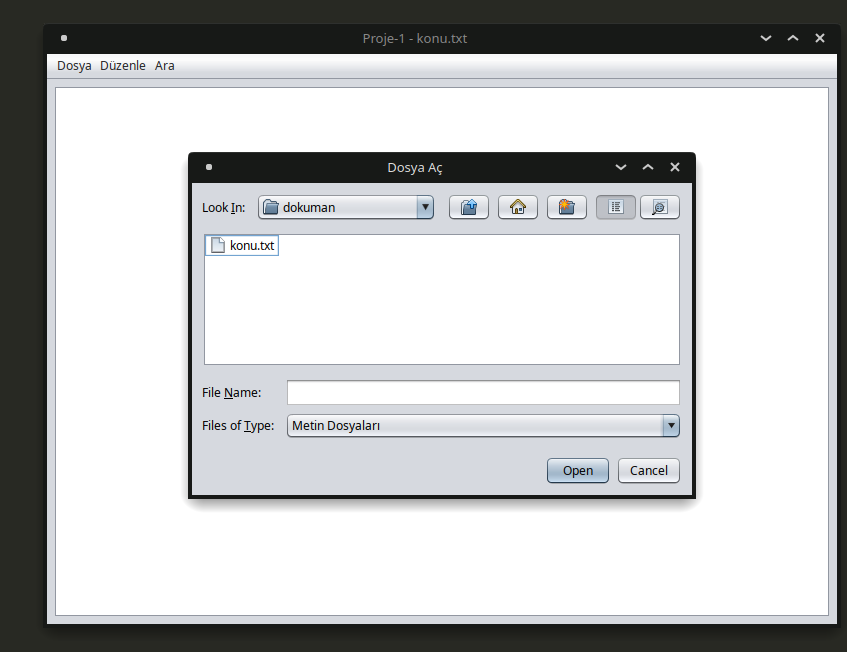 Proje-1 - konu.txt
Dosya Düzenle Ara
Dosya Aç
Look In: dokuman
konu.txt
File Name:
Files of Type: Metin Dosyaları
Open Cancel